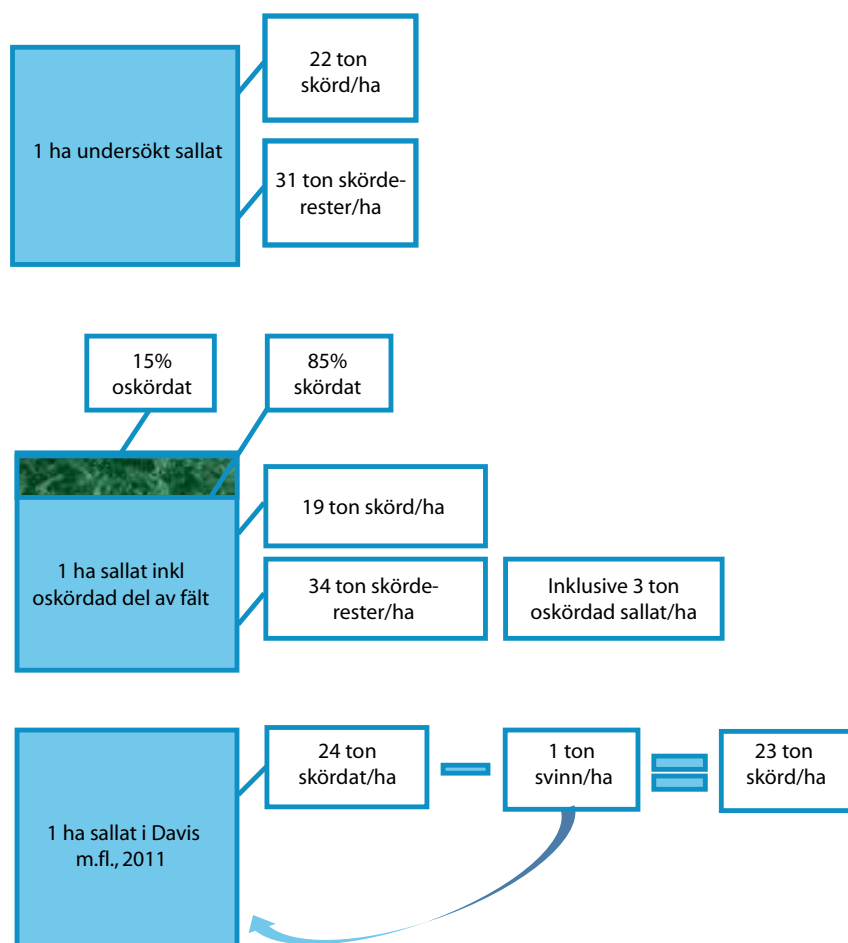 22 ton
skörd/ha
1 ha undersökt sallat
31 ton skörde-
rester/ha
15%
oskördat
85%
skördat
19 ton skörd/ha
1 ha sallat inkl
oskördad del av fält
34 ton skörde-
rester/ha
Inklusive 3 ton
oskördad sallat/ha
24 ton
skördat/ha
1 ton
svinn/ha
23 ton
skörd/ha
1 ha sallat i Davis
m.fl., 2011